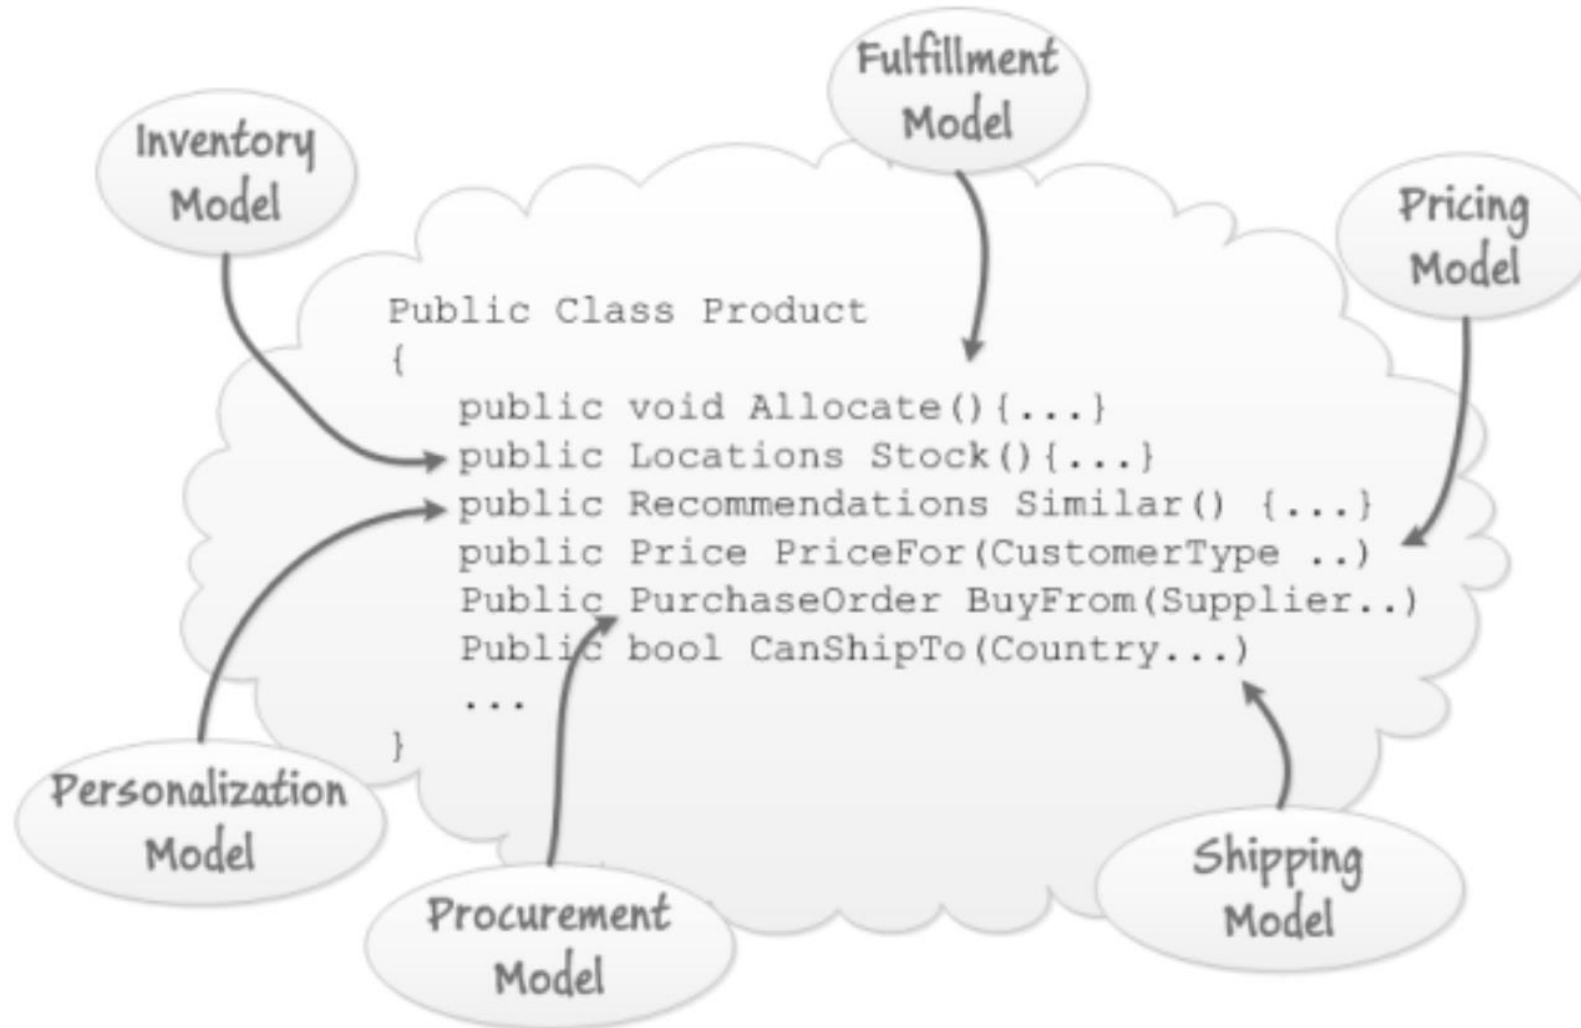 Fulfillment
Model
Inventory
Model
Pricing
Model
Public Class Product
{
public void Allocate(){...}
public Locations Stock(){...}
public Recommendations Similar() {...}
public Price PriceFor(CustomerType ..)
Public PurchaseOrder BuyFrom(Supplier..)
Public bool CanShipTo(Country...)
...
}
Personalization
Model
Procurement
Model
Shipping
Model